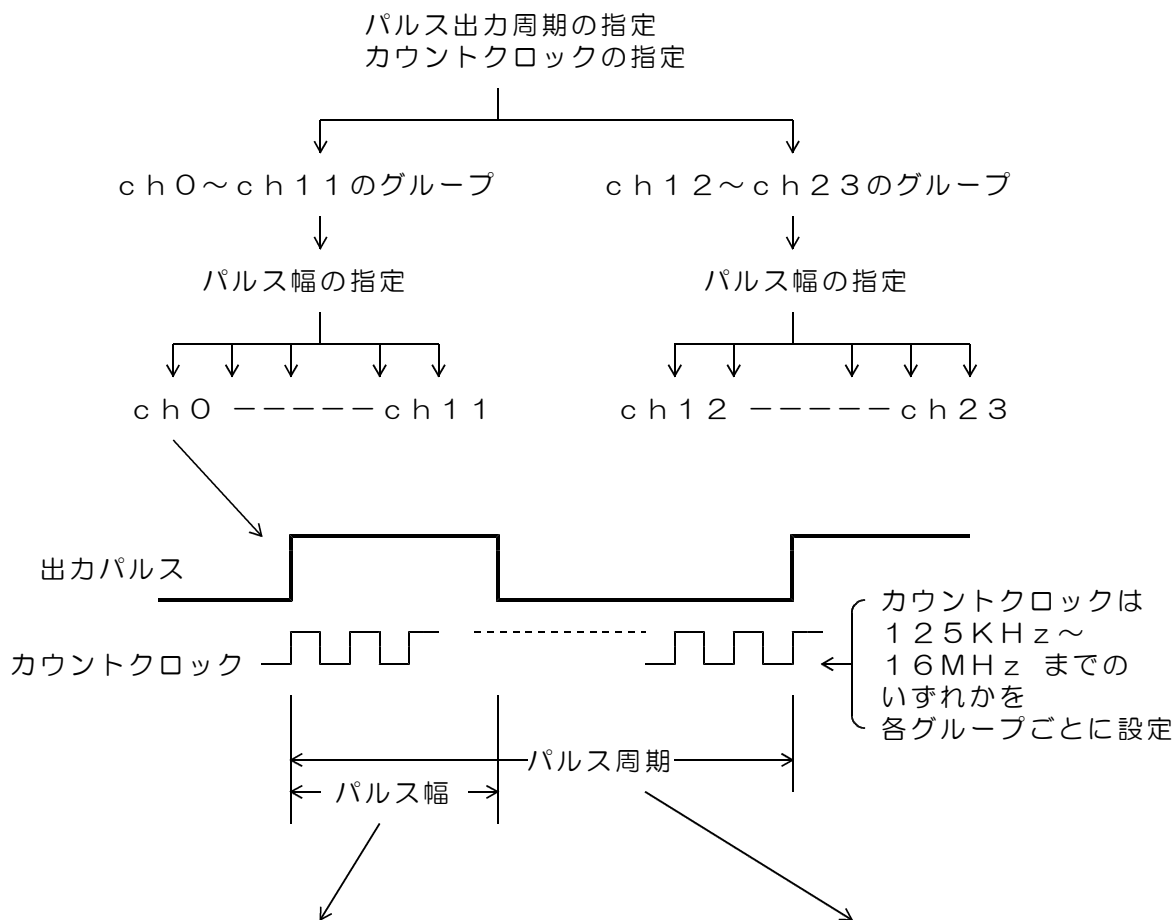 パルス出力周期の指定
カウントクロックの指定
ｃｈ０～ｃｈ１１のグループ
ｃｈ１２～ｃｈ２３のグループ
パルス幅の指定
パルス幅の指定
ｃｈ０ －－－－－ｃｈ１１
ｃｈ１２ －－－－－ｃｈ２３
出力パルス
カウントクロック
カウントクロックは
１２５ＫＨｚ～
１６ＭＨｚ までの
いずれかを
各グループごとに設定
パルス周期
パルス幅